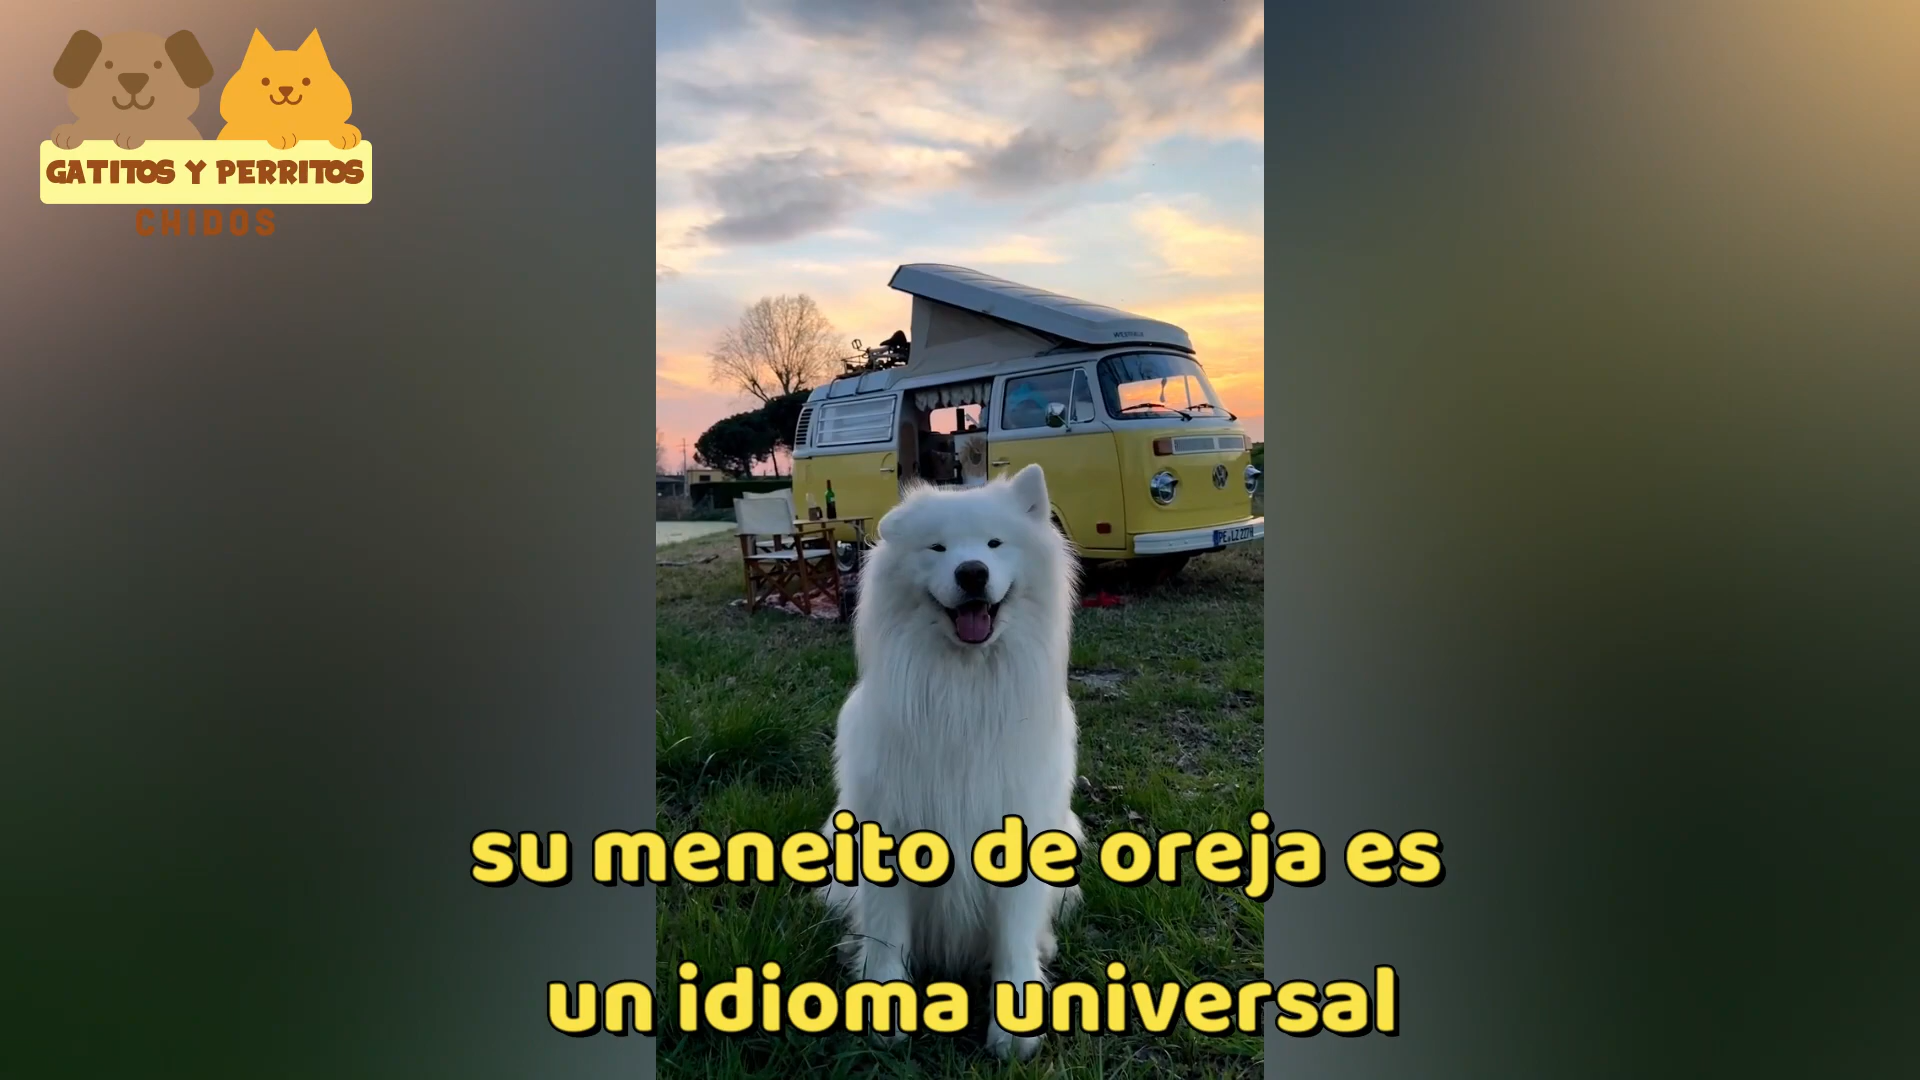 GATITOS Y PERRITOS
CHIDOS
su meneito de oreja es
un idioma universal